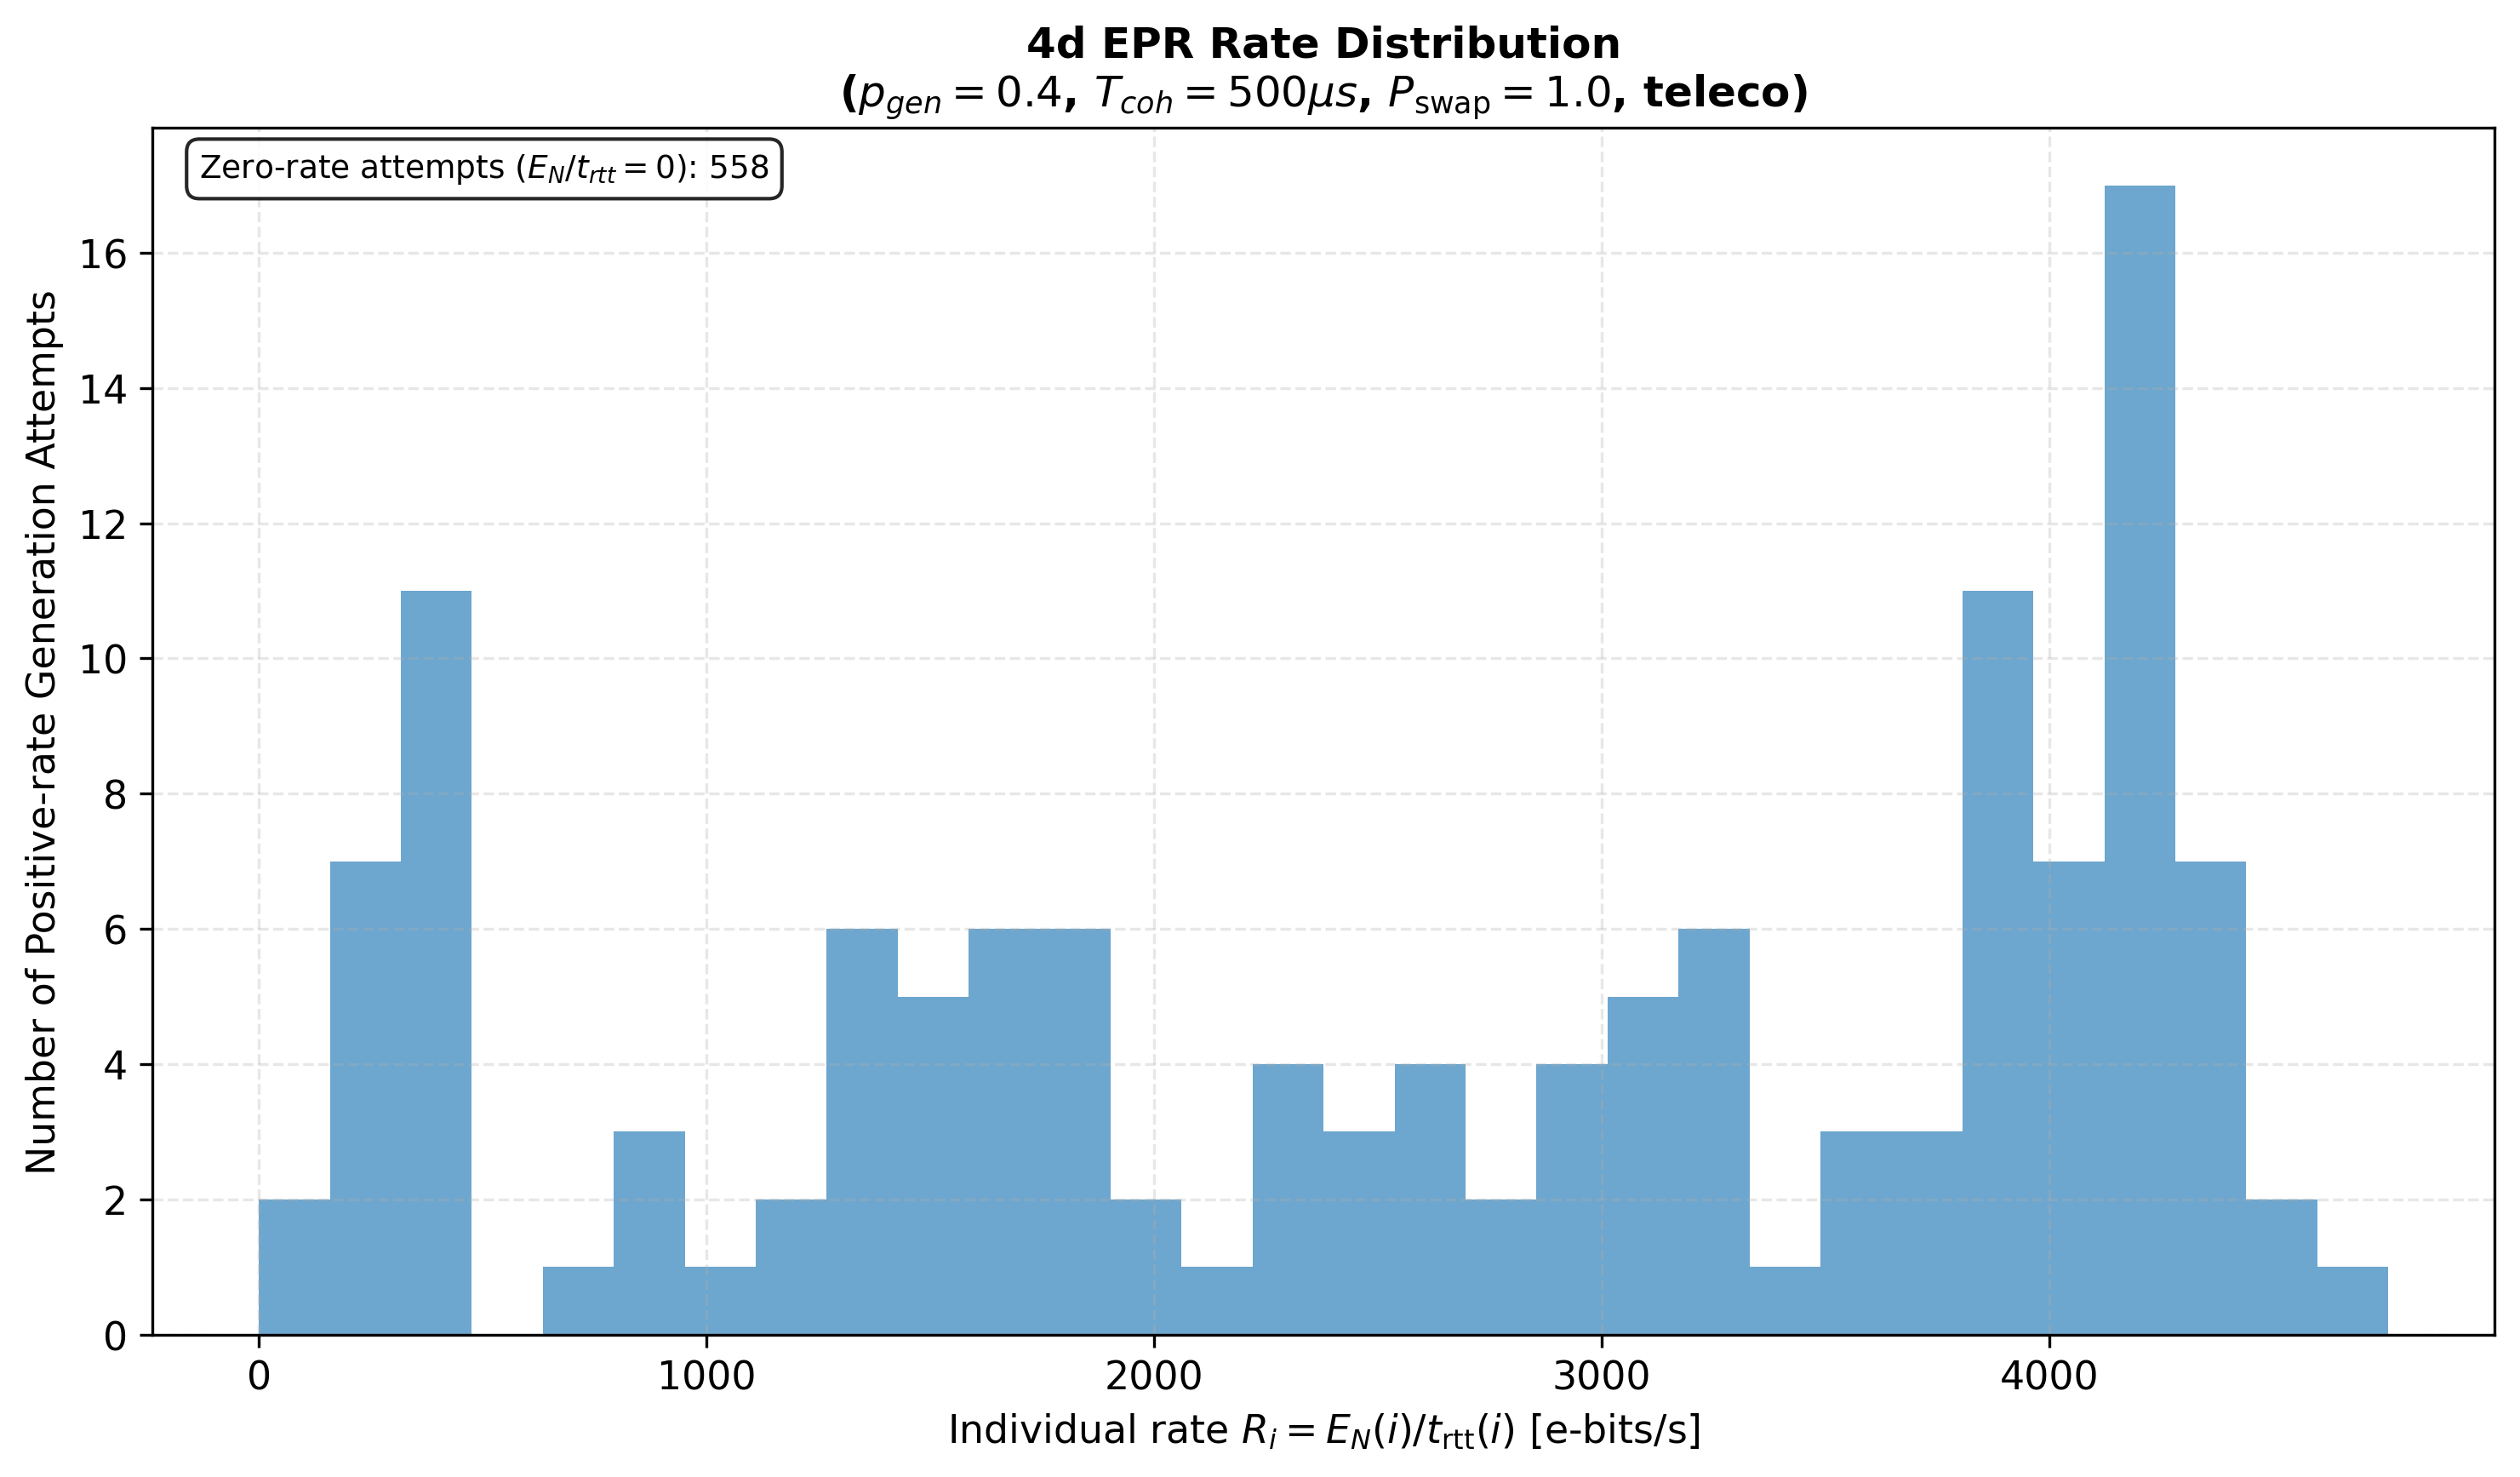 4d EPR Rate Distribution
(p_gen = 0.4, T_coh = 500μs, P_swap = 1.0, teleco)
Zero-rate attempts (E_N/t_rtt = 0): 558
Number of Positive-rate Generation Attempts
16
14
12
10
8
6
4
2
0
0 1000 2000 3000 4000
Individual rate R_i = E_N(i)/t_rtt(i) [e-bits/s]